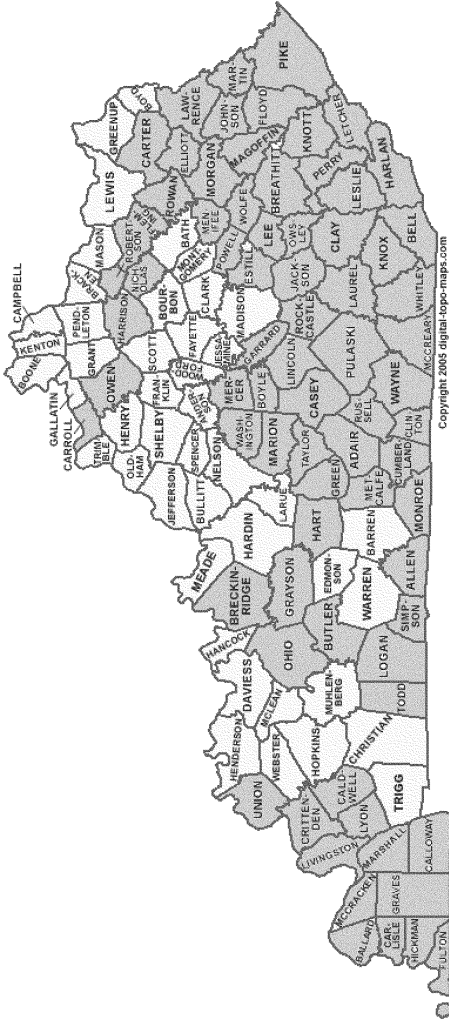 CAMPBELL
KENTON
BOONE
GALLATIN
CARROLL
TRIM-
BLE
PEND-
LETON
GRANT
OWEN
BRACK-
EN
MASON
LEWIS
GREENUP
BOYD
CARTER
LAW-
RENCE
ELLIOTT
ROWAN
FLEM-
ING
ROBERT-
SON
HARRISON
NICH-
OLAS
BATH
MEN-
IFEE
MORGAN
JOHN-
SON
MAR-
TIN
PIKE
FLOYD
MAGOFFIN
WOLFE
POWELL
MONT-
GOMERY
BOUR-
BON
CLARK
SCOTT
FAYETTE
FRAN-
KLIN
HENRY
OLD-
HAM
SHELBY
SPENCER
JEFFERSON
BULLITT
NELSON
MEADE
HARDIN
LARUE
WASH-
INGTON
MER-
CER
BOYLE
GARRARD
MADISON
ESTILL
LEE
BREATHITT
KNOTT
LETCHER
PERRY
OWS-
LEY
JACK-
SON
ROCK-
CASTLE
LINCOLN
CASEY
MARION
TAYLOR
GREEN
HART
GRAYSON
BRECKIN-
RIDGE
HANCOCK
DAVIESS
OHIO
MCLEAN
HENDERSON
UNION
WEBSTER
HOPKINS
MUHLEN-
BERG
BUTLER
EDMON-
SON
WARREN
BARREN
MET-
CALFE
ADAIR
RUS-
SELL
PULASKI
LAUREL
CLAY
LESLIE
HARLAN
BELL
KNOX
WHITLEY
MCCREARY
WAYNE
CLIN-
TON
CUMBER-
LAND
MONROE
ALLEN
SIMP-
SON
LOGAN
TODD
CHRISTIAN
TRIGG
CALD-
WELL
LYON
CRITTEN-
DEN
LIVINGSTON
MARSHALL
CALLOWAY
GRAVES
MCCRACKEN
BALLARD
CAR-
LISLE
HICKMAN
FULTON
Copyright 2005 digital-topo-maps.com